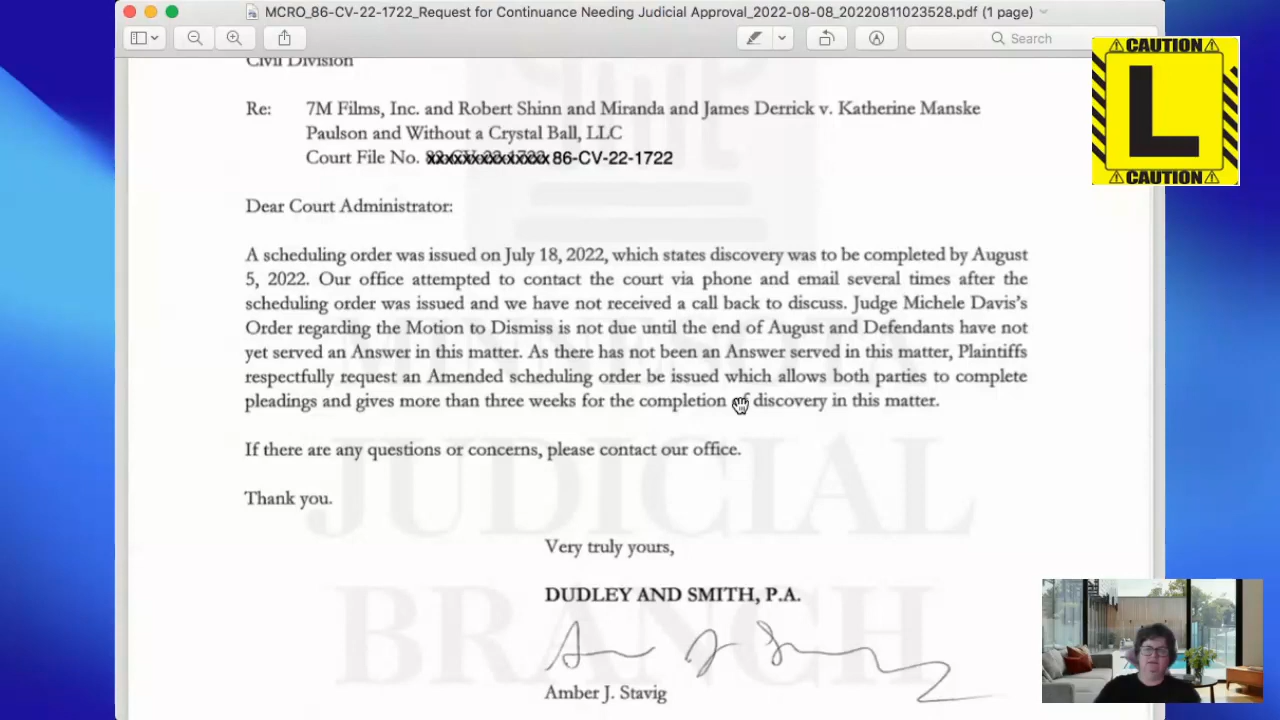 MCRO_86-CV-22-1722_Request for Continuance Needing Judicial Approval_2022-08-08_20220811023528.pdf (1 page)
Search
CAUTION
L
CAUTION
Civil Division
Re: 7M Films, Inc. and Robert Shinn and Miranda and James Derrick v. Katherine Manske
Paulson and Without a Crystal Ball, LLC
Court File No. 86-CV-22-1722
Dear Court Administrator:
A scheduling order was issued on July 18, 2022, which states discovery was to be completed by August
5, 2022. Our office attempted to contact the court via phone and email several times after the
scheduling order was issued and we have not received a call back to discuss. Judge Michele Davis's
Order regarding the Motion to Dismiss is not due until the end of August and Defendants have not
yet served an Answer in this matter. As there has not been an Answer served in this matter, Plaintiffs
respectfully request an Amended scheduling order be issued which allows both parties to complete
pleadings and gives more than three weeks for the completion of discovery in this matter.
If there are any questions or concerns, please contact our office.
Thank you.
Very truly yours,
DUDLEY AND SMITH, P.A.
Amber J. Stavig
MINNESOTA
JUDICIAL
BRANCH